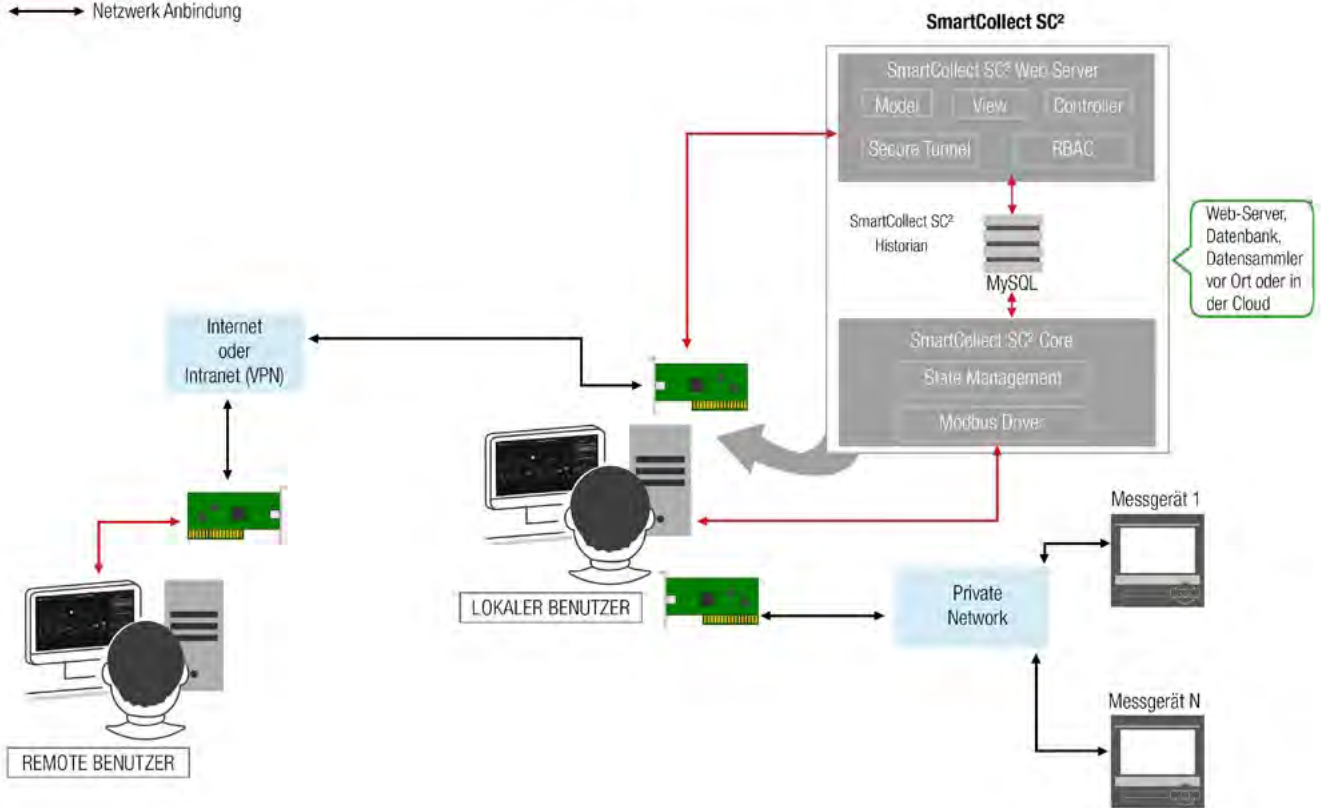 Netzwerk Anbindung
SmartCollect SC²
SmartCollect SC² Web Server
Model
View
Controller
Secure Tunnel
RBAC
SmartCollect SC²
Historian
MySQL
Web-Server,
Datenbank,
Datensammler
vor Ort oder in
der Cloud
SmartCollect SC² Core
State Management
Modbus Driver
Internet
oder
Intranet (VPN)
LOKALER BENUTZER
Private
Network
Messgerät 1
Messgerät N
REMOTE BENUTZER